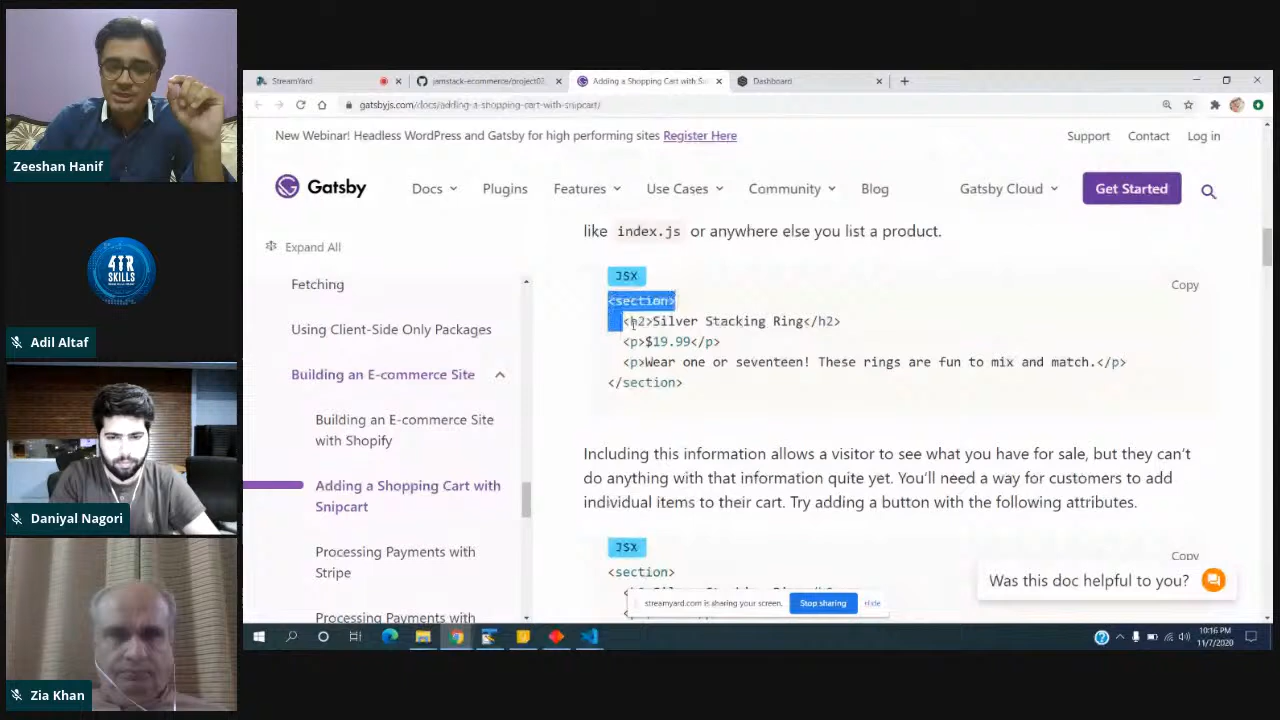 Zeeshan Hanif
4IR
SKILLS
Adil Altaf
Daniyal Nagori
Zia Khan
StreamYard
jamstack-ecommerce/project02
Adding a Shopping Cart with S
Dashboard
gatsbyjs.com/docs/adding-a-shopping-cart-with-snipcart/
New Webinar! Headless WordPress and Gatsby for high performing sites Register Here
Support Contact Log in
Gatsby
Docs Plugins Features Use Cases Community Blog Gatsby Cloud Get Started
Expand All
Fetching
Using Client-Side Only Packages
Building an E-commerce Site
Building an E-commerce Site
with Shopify
Adding a Shopping Cart with
Snipcart
Processing Payments with
Stripe
Processing Payments with
like index.js or anywhere else you list a product.
JSX
Copy
<section>
<h2>Silver Stacking Ring</h2>
<p>$19.99</p>
<p>Wear one or seventeen! These rings are fun to mix and match.</p>
</section>
Including this information allows a visitor to see what you have for sale, but they can't
do anything with that information quite yet. You'll need a way for customers to add
individual items to their cart. Try adding a button with the following attributes.
JSX
Copy
<section>
Was this doc helpful to you?
streamyard.com is sharing your screen. Stop sharing Hide
10:16 PM
11/7/2020